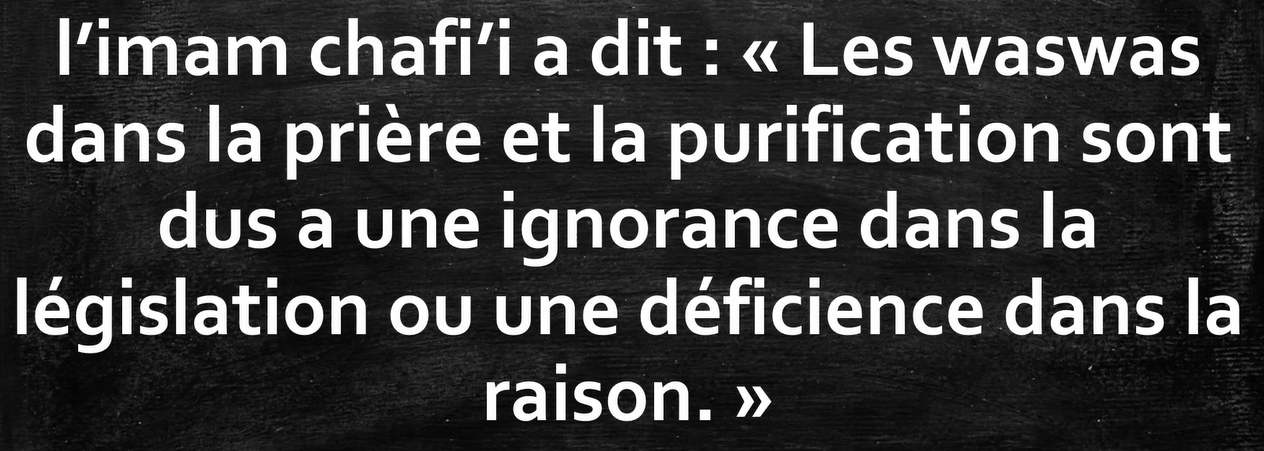 l’imam chafi’i a dit : « Les waswas
dans la prière et la purification sont
dus a une ignorance dans la
législation ou une déficience dans la
raison. »